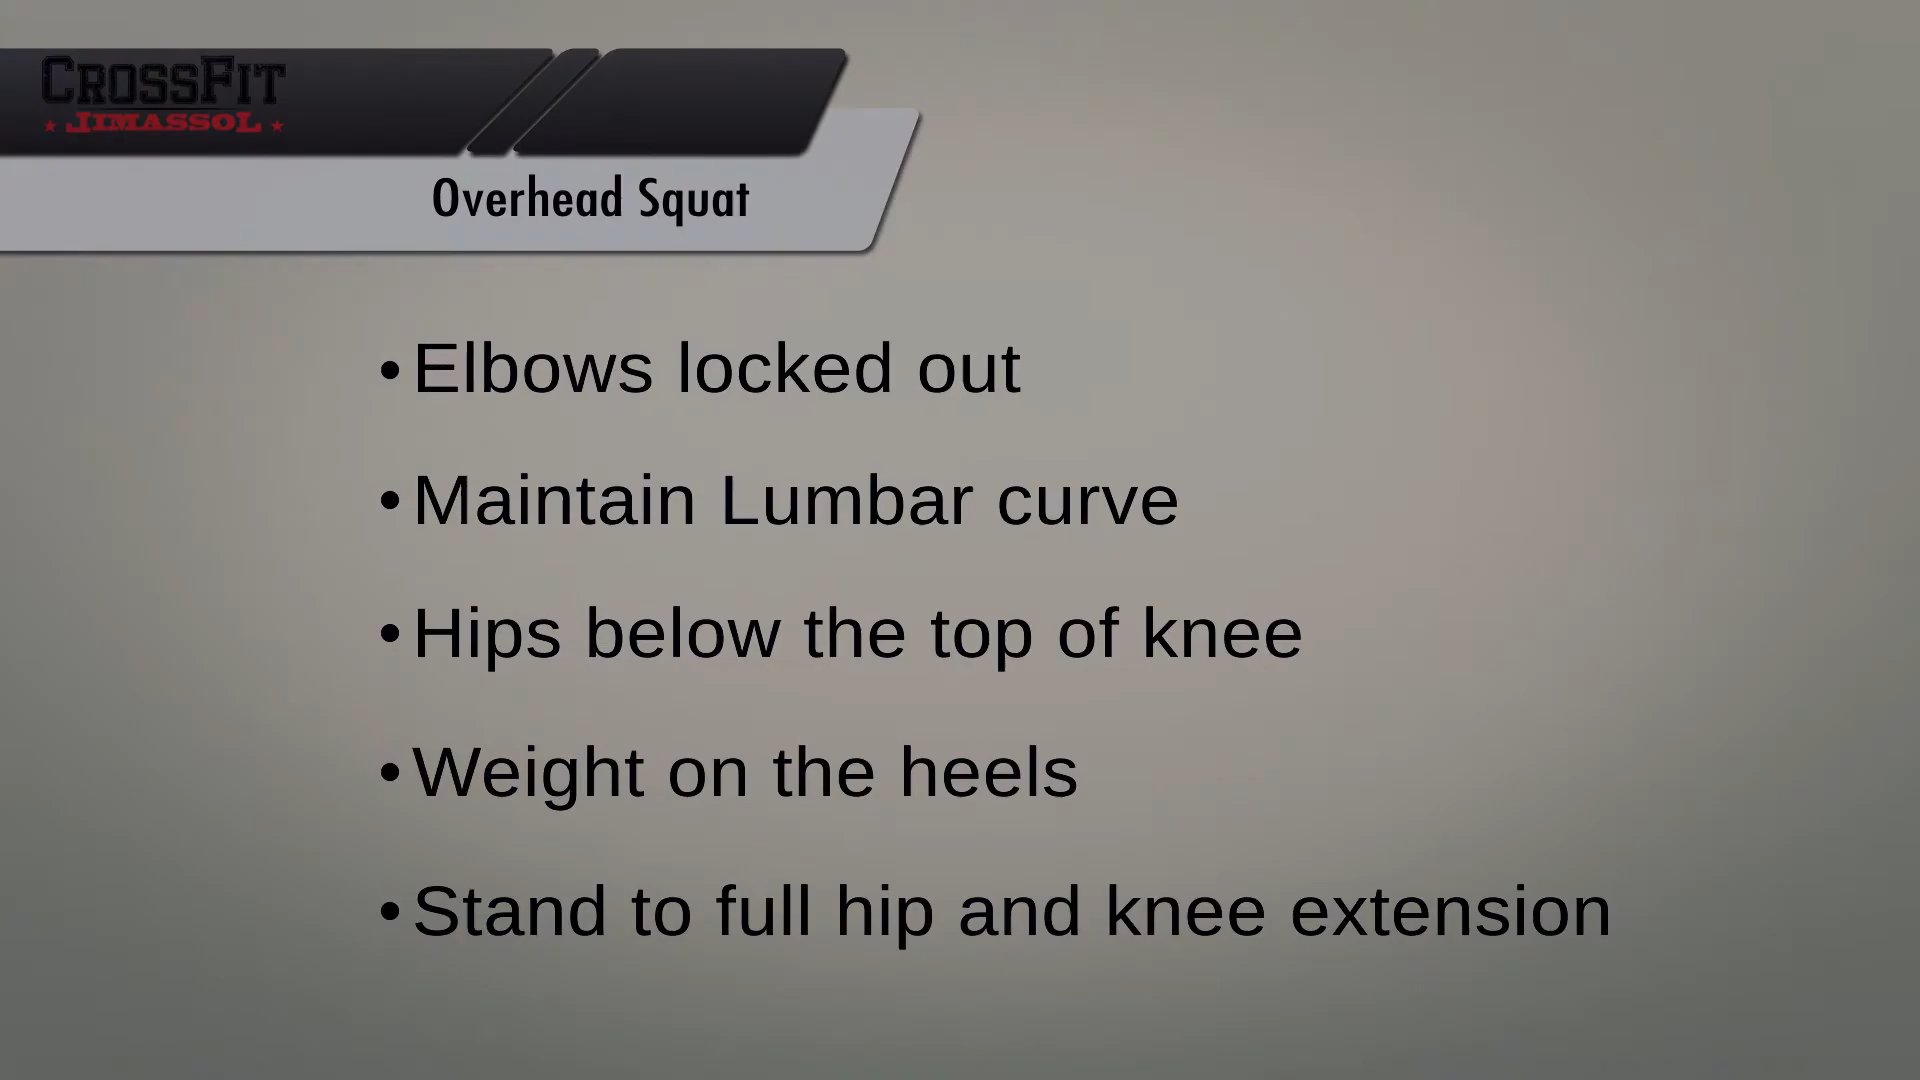 CrossFit
Jimassol
Overhead Squat
• Elbows locked out
• Maintain Lumbar curve
• Hips below the top of knee
• Weight on the heels
• Stand to full hip and knee extension